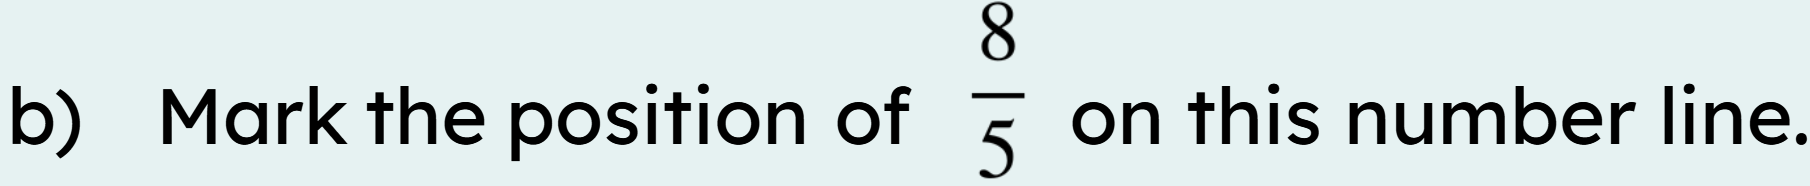 b) Mark the position of 8/5 on this number line.